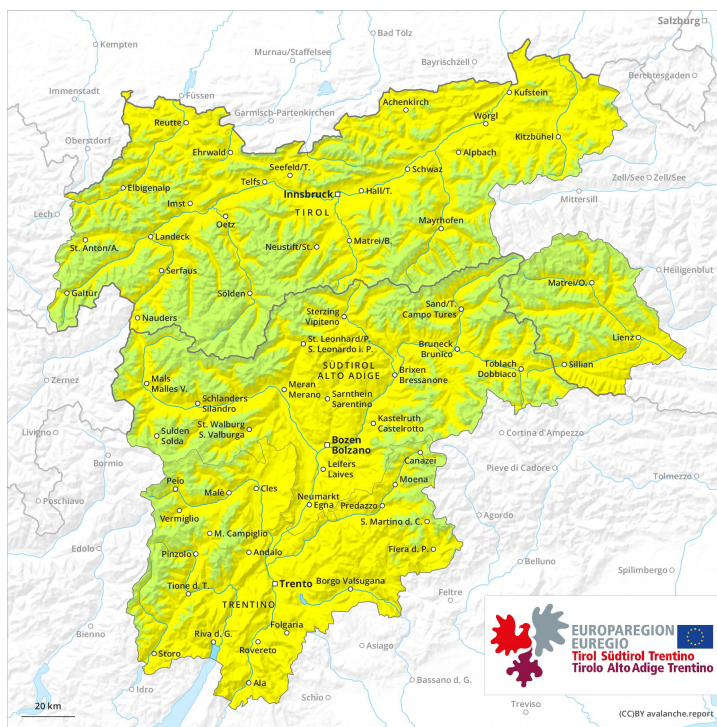 Salzburg
Bad Tölz
Kempten
Murnau/Staffelsee
Bayrischzell
Berchtesgaden
Immenstadt
Füssen
Kufstein
Achenkirch
Garmisch-Partenkirchen
Wörgl
Reutte
Kitzbühel
Oberstdorf
Ehrwald
Alpbach
Seefeld/T.
Schwaz
Telfs
Zell/See
Zell/See
Elbigenalp
Innsbruck
Hall/T.
Mittersill
Imst
Lech
TIROL
Oetz
Mayrhofen
Landeck
St. Anton/A.
Neustift/St.
Matrei/B.
Serfaus
Heiligenblut
Matrei/O.
Galtür
Sölden
Sand/T.
Campo Tures
Nauders
Sterzing
Vipiteno
Lienz
St. Leonhard/P.
S. Leonardo i. P.
Bruneck
Brunico
Toblach
Dobbiaco
Sillian
SÜDTIROL
ALTO ADIGE
Brixen
Bressanone
Zernez
Mals
Malles V.
Meran
Merano
Schlanders
Silandro
Sarnthein
Sarentino
St. Walburg
S. Valburga
Kastelruth
Castelrotto
Livigno
Sulden
Solda
Cortina d'Ampezzo
Bozen
Bolzano
Canazei
Bormio
Leifers
Laives
Pieve di Cadore
Tolmezzo
Peio
Malè
Cles
Moena
Poschiavo
Neumarkt
Egna
Predazzo
Vermiglio
Agordo
S. Martino d. C.
M. Campiglio
Edolo
Pinzolo
Andalo
Fiera d. P.
Belluno
Spilimbergo
Trento
Borgo Valsugana
Tione d. T.
Feltre
TRENTINO
Folgaria
Bienno
Riva d. G.
Rovereto
Asiago
Storo
Bassano d. G.
Ala
Idro
Schio
Treviso
EUROPAREGION
EUREGIO
Tirol Südtirol Trentino
Tirolo Alto Adige Trentino
20 km
(CC)BY avalanche.report